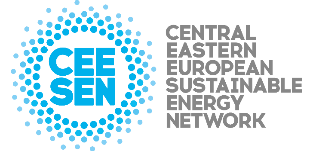 CEE
SEN
CENTRAL
EASTERN
EUROPEAN
SUSTAINABLE
ENERGY
NETWORK